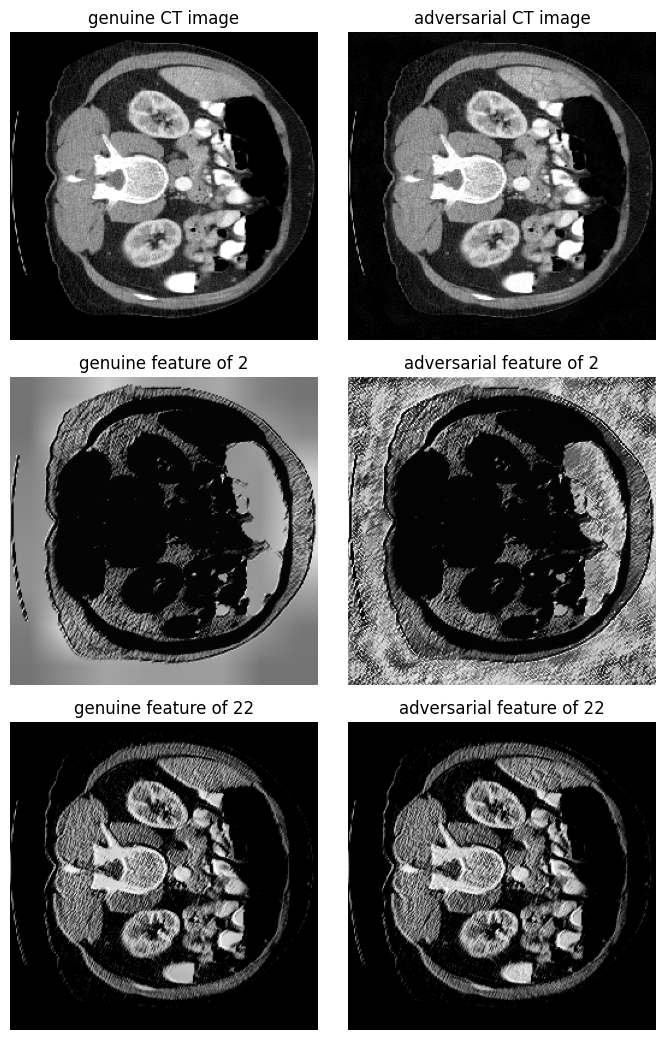 genuine CT image
adversarial CT image
genuine feature of 2
adversarial feature of 2
genuine feature of 22
adversarial feature of 22